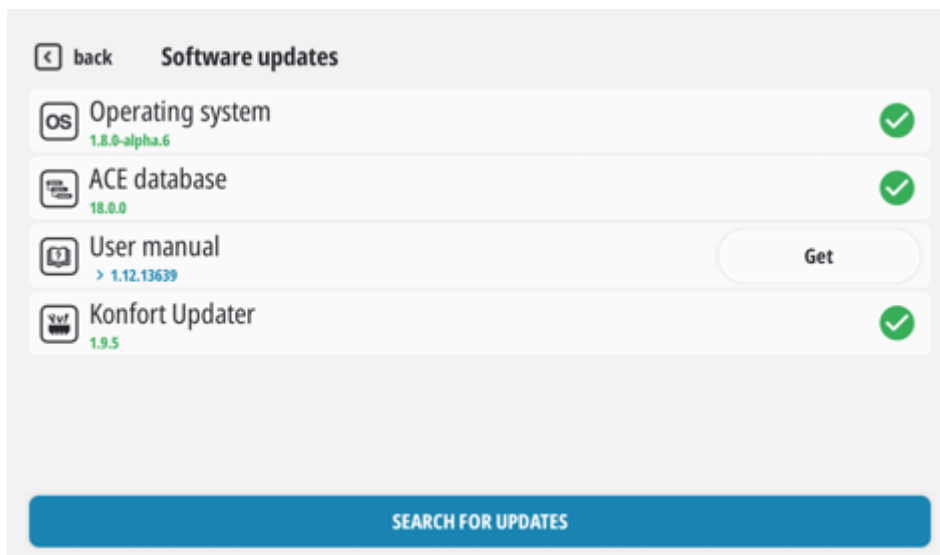 back Software updates
OS Operating system
1.8.0-alpha.6
ACE database
18.0.0
User manual
> 1.12.13639
Get
Konfort Updater
1.9.5
SEARCH FOR UPDATES